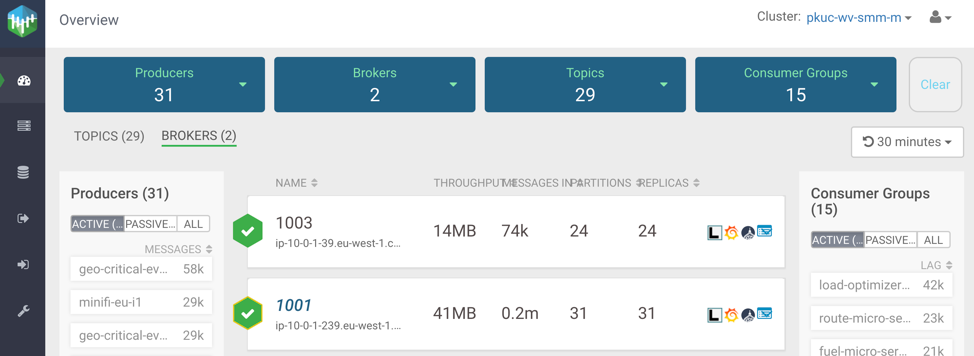 Overview
Cluster: pkuc-wv-smm-m
Producers
31
Brokers
2
Topics
29
Consumer Groups
15
Clear
TOPICS (29) BROKERS (2)
30 minutes
Producers (31)
ACTIVE (... PASSIVE... ALL
MESSAGES
geo-critical-ev... 58k
minifi-eu-i1 29k
geo-critical-ev... 29k
NAME THROUGHPUT MESSAGES IN PARTITIONS REPLICAS
1003 14MB 74k 24 24
ip-10-0-1-39.eu-west-1.c...
L
1001 41MB 0.2m 31 31
ip-10-0-1-239.eu-west-1....
L
Consumer Groups
(15)
ACTIVE (... PASSIVE... ALL
LAG
load-optimizer... 42k
route-micro-se... 23k
fuel-micro-ser... 21k